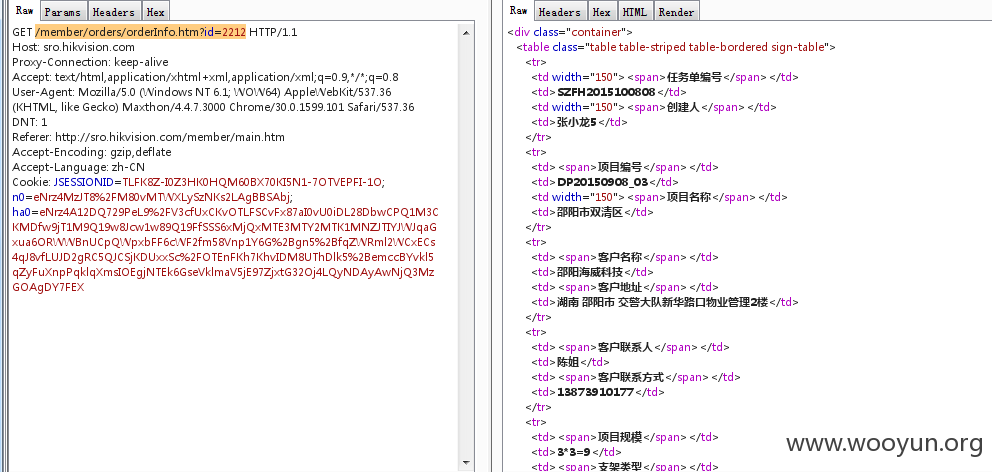 Raw Params Headers Hex
GET /member/orders/orderInfo.htm?id=2212 HTTP/1.1
Host: sro.hikvision.com
Proxy-Connection: keep-alive
Accept: text/html,application/xhtml+xml,application/xml;q=0.9,*/*;q=0.8
User-Agent: Mozilla/5.0 (Windows NT 6.1; WOW64) AppleWebKit/537.36
(KHTML, like Gecko) Maxthon/4.4.7.3000 Chrome/30.0.1599.101 Safari/537.36
DNT: 1
Referer: http://sro.hikvision.com/member/main.htm
Accept-Encoding: gzip,deflate
Accept-Language: zh-CN
Cookie: JSESSIONID=TLFK8Z-I0Z3HK0HQM60BX70KI5N1-7OTVEPFI-1O;
n0=eNrz4MzJT8%2FM80vMTWXLySzNKs2LAgBBSAbj;
ha0=eNrz4A12DQ729PeL9%2FV3cfUxCKvOTLFSCvFx87aI0vU0iDL28DbwCPQ1M3C
KMDfw9jT1M9Q19w8Jcw1w89Q19FfSSS6xMjQxMTE3MTY2MTK1MNZJTIYJWJqaG
xua6ORWWBnUCpQWpxbFF6cWF2fm58Vnp1Y6G%2Bgn5%2BfqZWRml2WCxECs
4qJ8vfLUJD2gRC5QJCSjKDUxxSc%2FOTEnFKh7KhvIDM8UThDlk5%2BemccBYvkl5
qZyFuXnpPqklqXmsIOEgjNTEk6GseVklmaV5jE97ZjxtG32Oj4LQyNDAyAwNjQ3Mz
GOAgDY7FEX
Raw Headers Hex HTML Render
<div class="container">
<table class="table table-striped table-bordered sign-table">
<tr>
<td width="150"> <span>任务单编号</span> </td>
<td>SZFH2015100808</td>
<td width="150"> <span>创建人</span> </td>
<td>张小龙5</td>
</tr>
<tr>
<td> <span>项目编号</span> </td>
<td>DP20150908_03</td>
<td width="150"> <span>项目名称</span> </td>
<td>邵阳市双清区</td>
</tr>
<tr>
<td> <span>客户名称</span> </td>
<td>邵阳海威科技</td>
<td> <span>客户地址</span> </td>
<td>湖南 邵阳市 交警大队新华路口物业管理2楼</td>
</tr>
<tr>
<td> <span>客户联系人</span> </td>
<td>陈姐</td>
<td> <span>客户联系方式</span> </td>
<td>13873910177</td>
</tr>
<tr>
<td> <span>项目规模</span> </td>
<td>3*3=9</td>
<td> <span>支架类型</span> </td>
www.wooyun.org